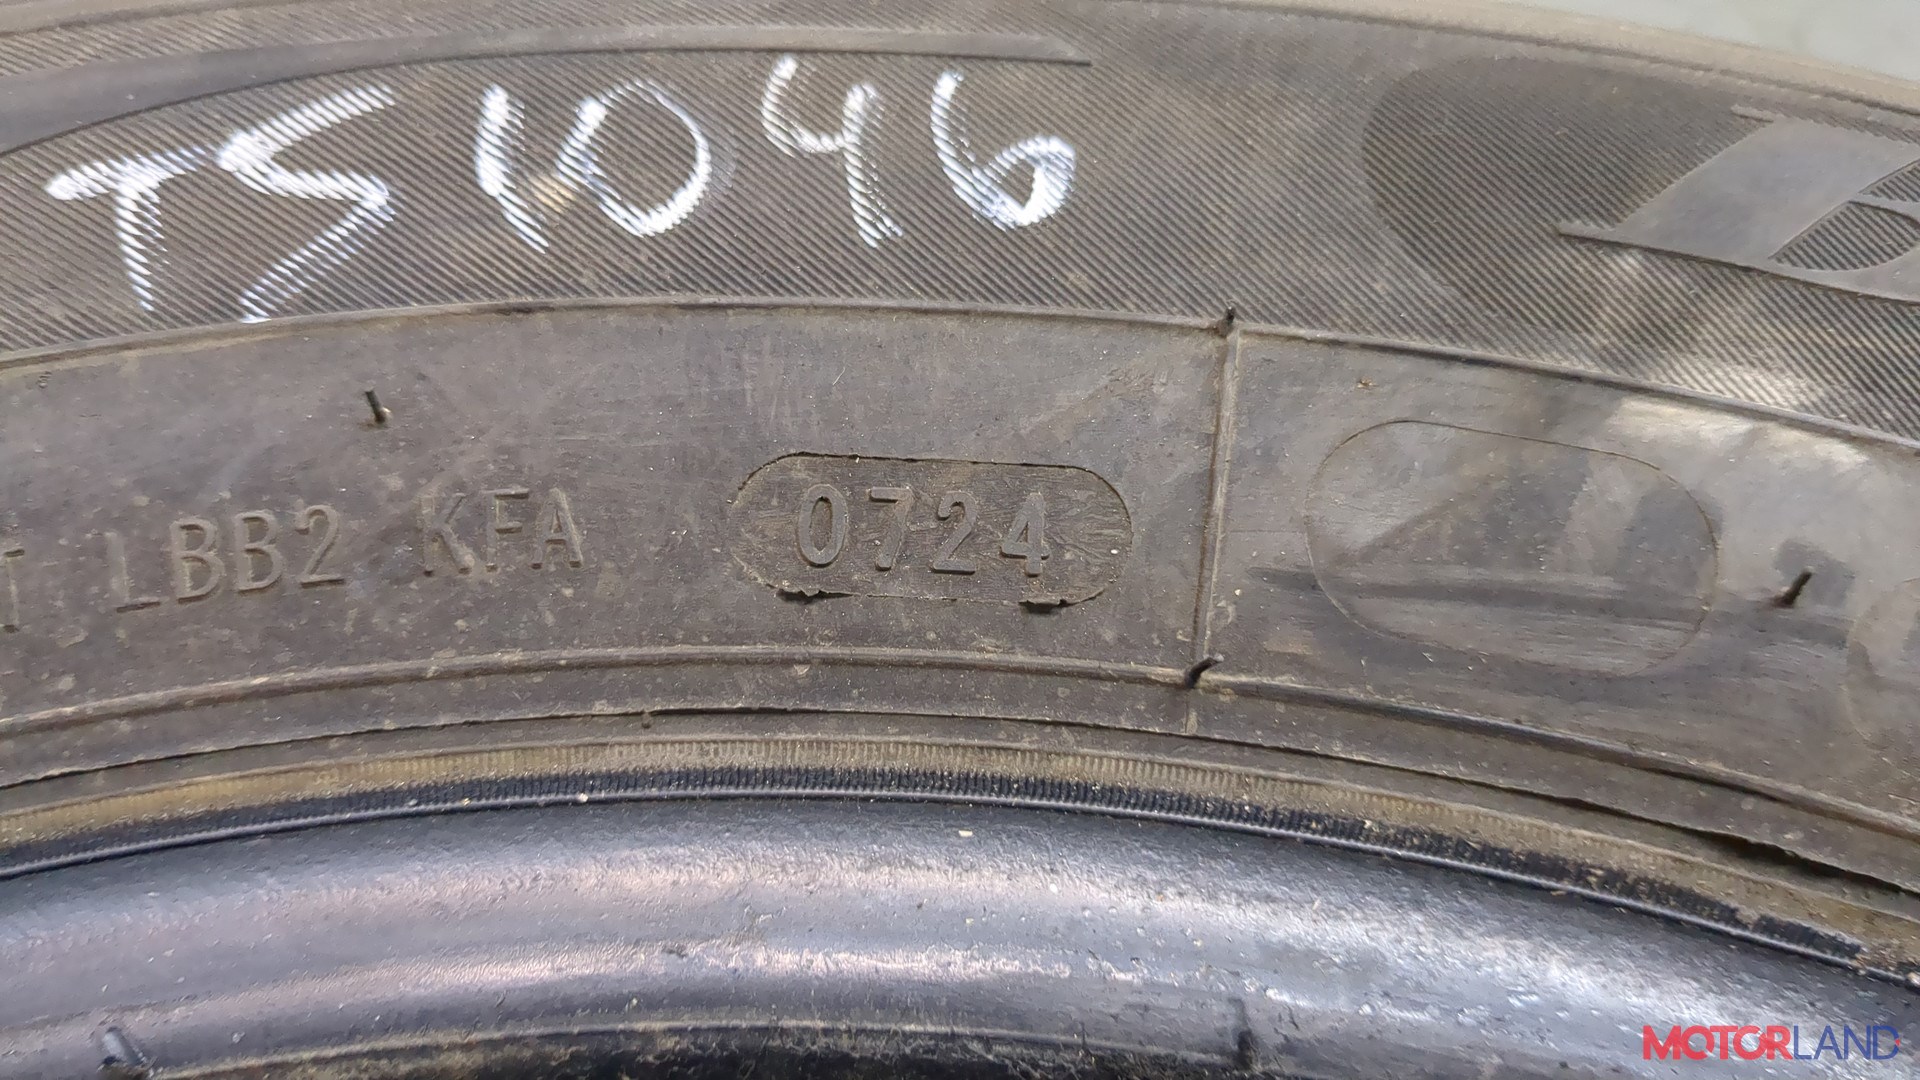 TS1046
B
T LBB2 KFA 0724
MOTORLAND